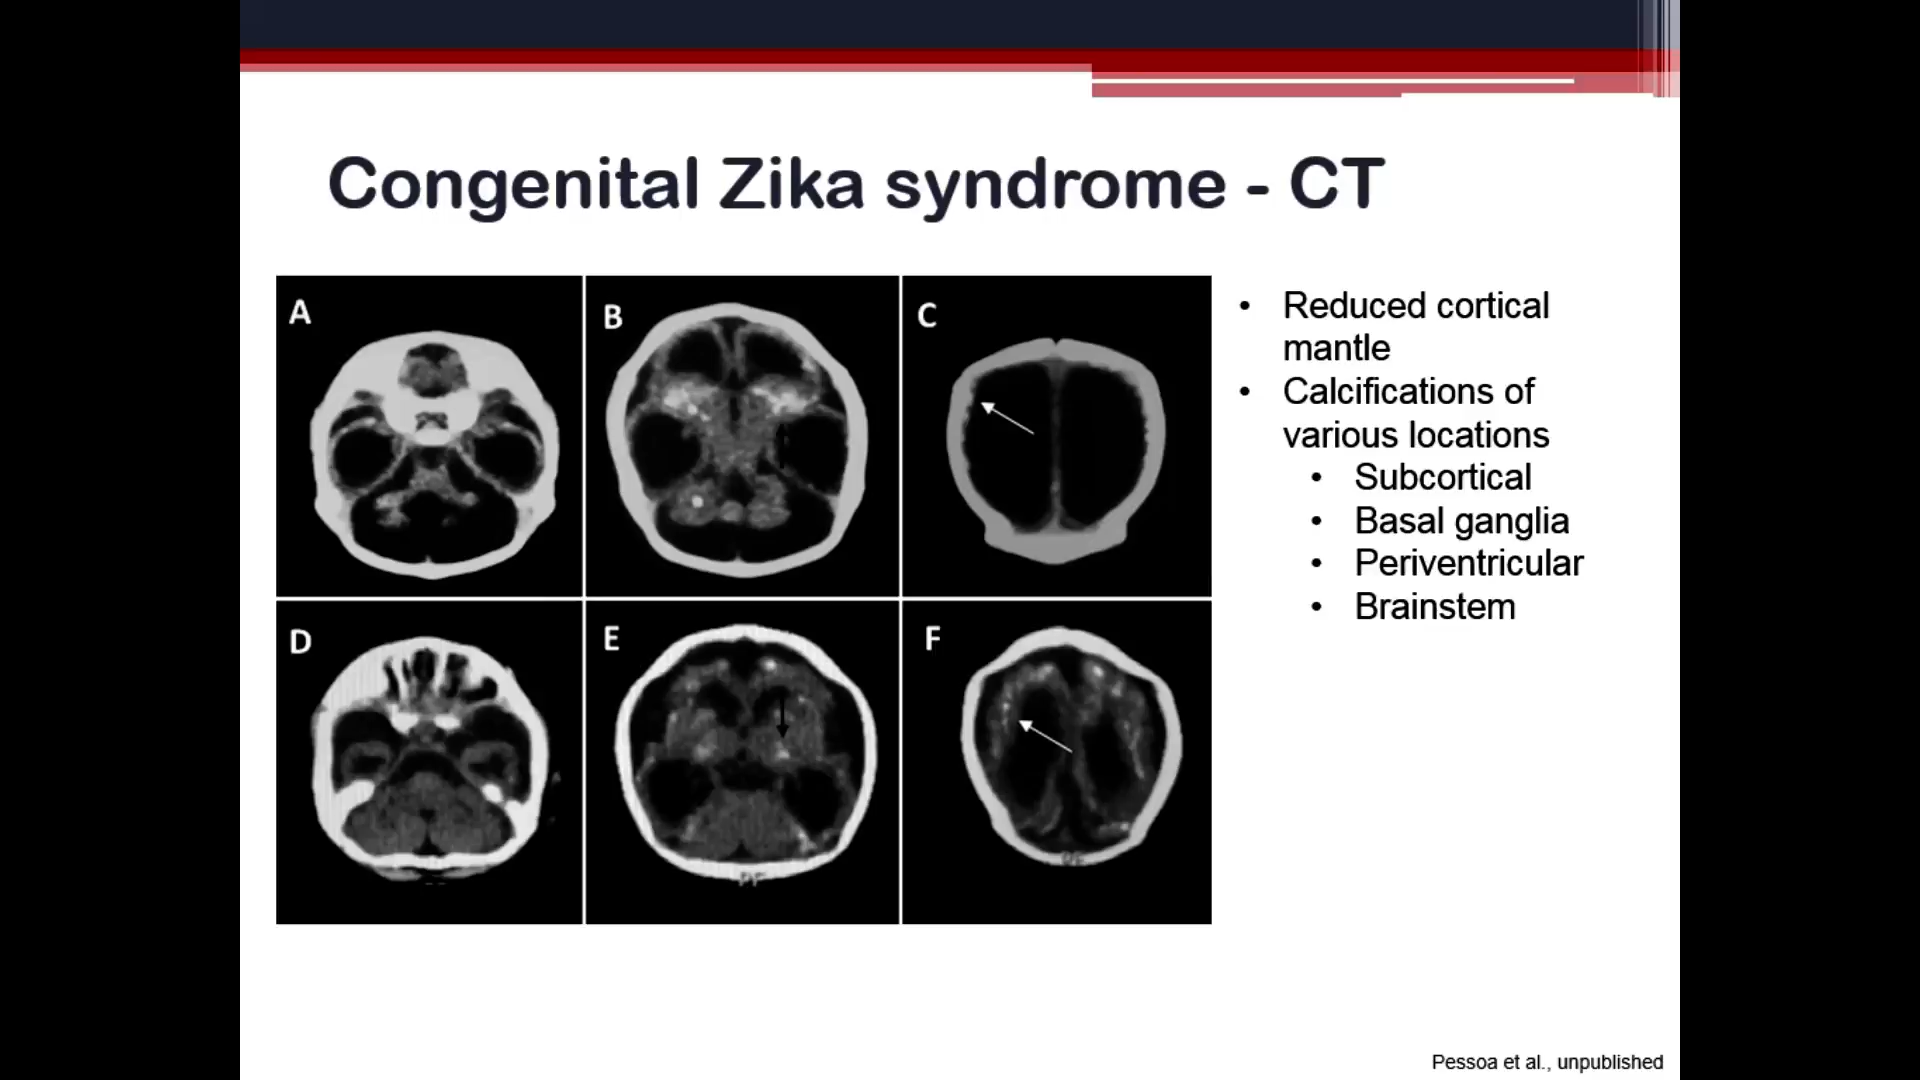 Congenital Zika syndrome - CT
A
B
C
D
E
F
• Reduced cortical
mantle
• Calcifications of
various locations
• Subcortical
• Basal ganglia
• Periventricular
• Brainstem
Pessoa et al., unpublished